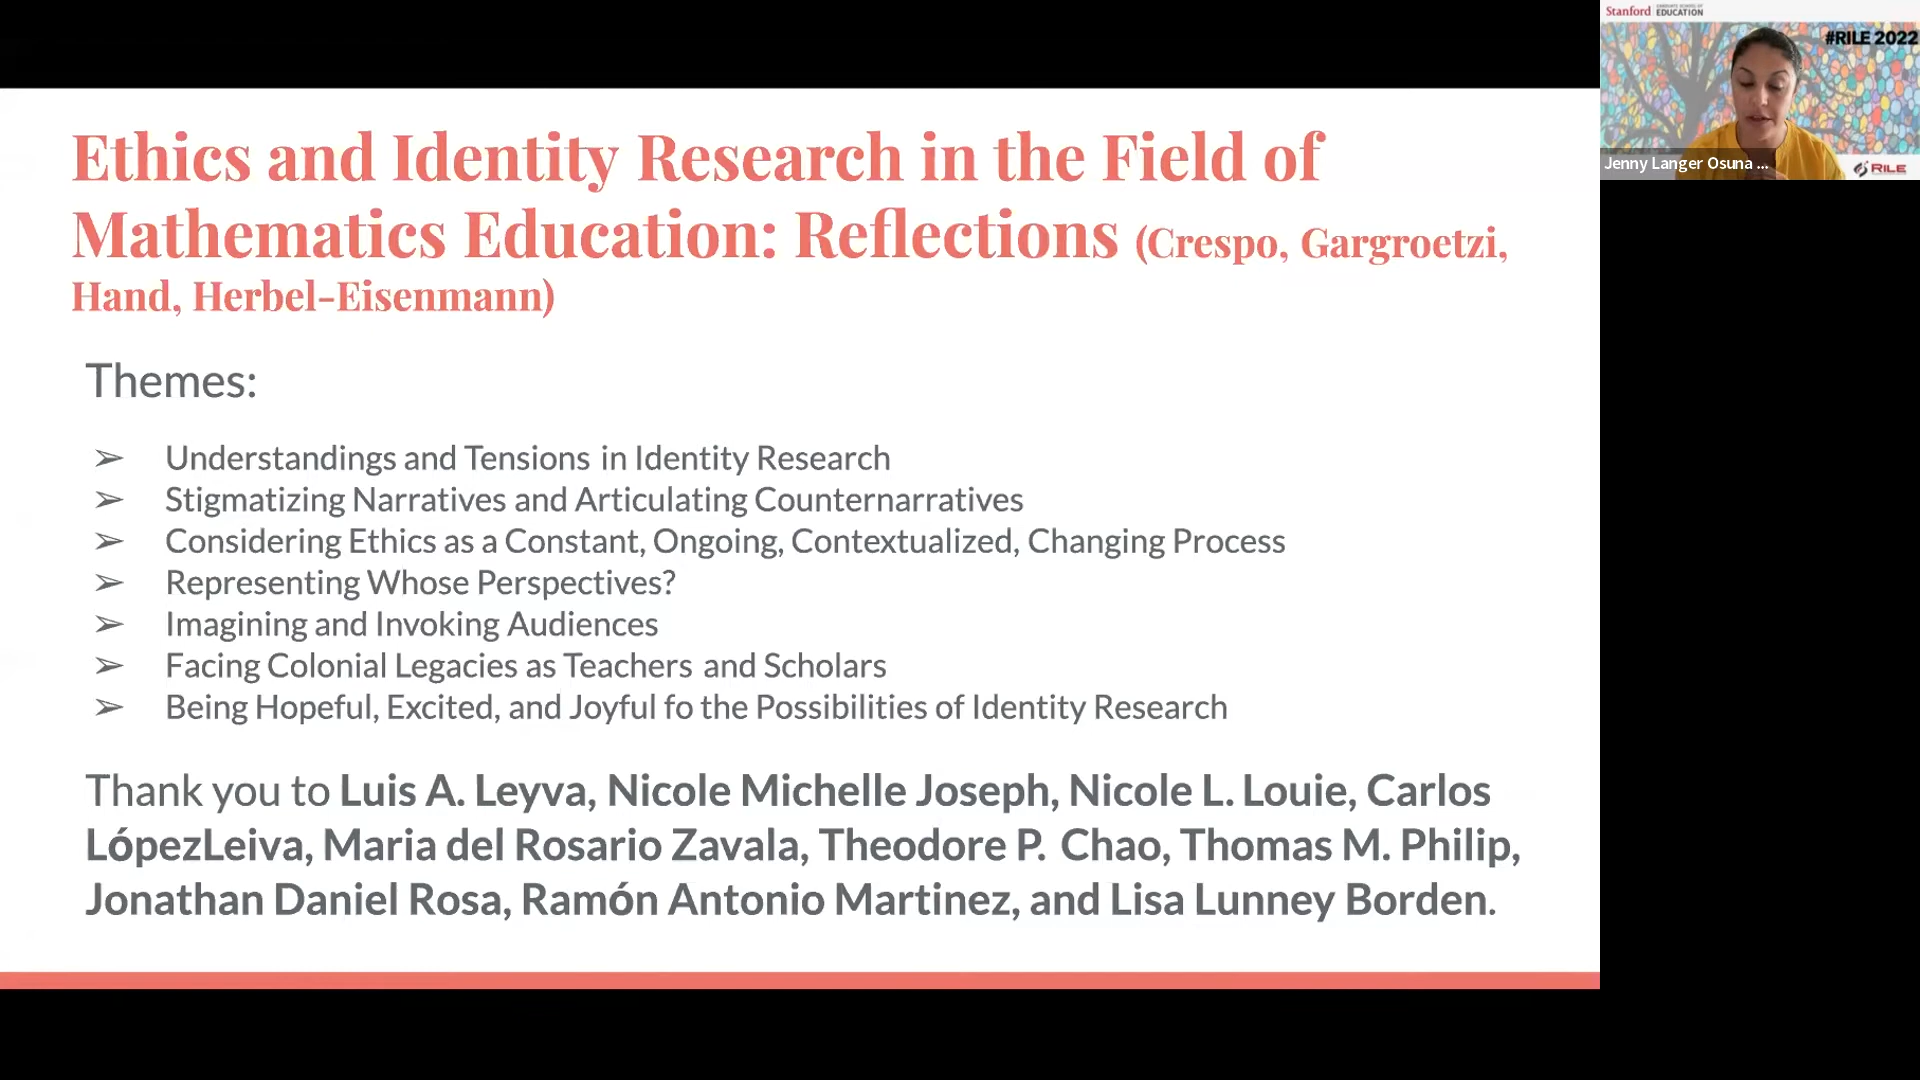 Ethics and Identity Research in the Field of
Mathematics Education: Reflections (Crespo, Gargroetzi,
Hand, Herbel-Eisenmann)
Themes:
➢ Understandings and Tensions in Identity Research
➢ Stigmatizing Narratives and Articulating Counternarratives
➢ Considering Ethics as a Constant, Ongoing, Contextualized, Changing Process
➢ Representing Whose Perspectives?
➢ Imagining and Invoking Audiences
➢ Facing Colonial Legacies as Teachers and Scholars
➢ Being Hopeful, Excited, and Joyful fo the Possibilities of Identity Research
Thank you to Luis A. Leyva, Nicole Michelle Joseph, Nicole L. Louie, Carlos
LópezLeiva, Maria del Rosario Zavala, Theodore P. Chao, Thomas M. Philip,
Jonathan Daniel Rosa, Ramón Antonio Martinez, and Lisa Lunney Borden.
Stanford GRADUATE SCHOOL OF
EDUCATION
#RILE 2022
Jenny Langer Osuna ...
RILE